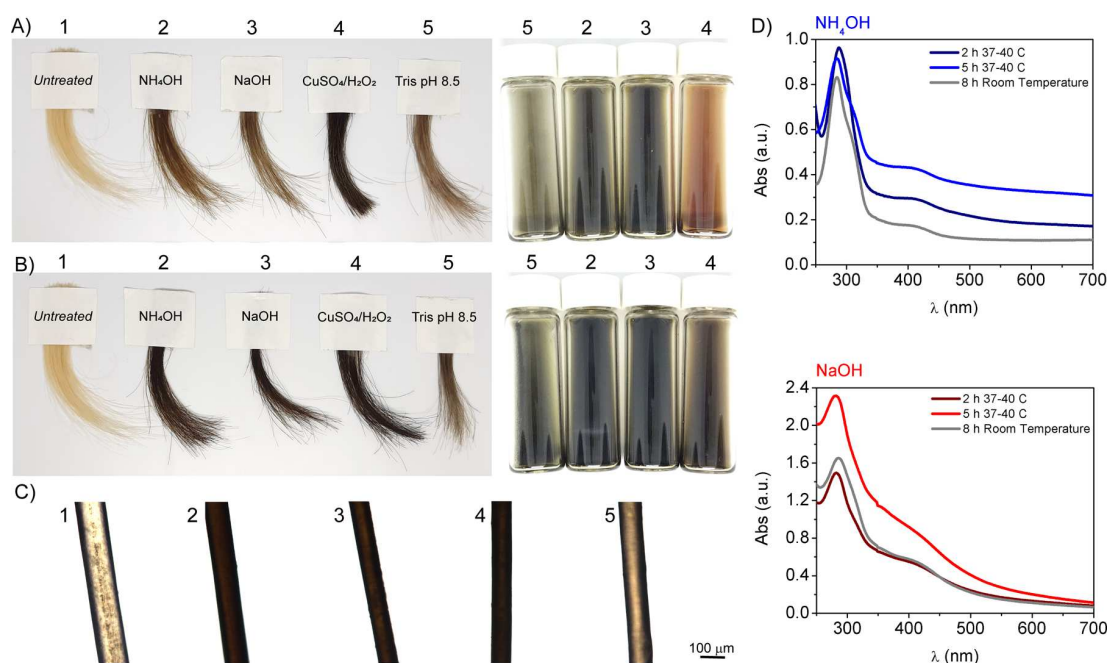 A)
1 2 3 4 5
Untreated
NH₄OH
NaOH
CuSO₄/H₂O₂
Tris pH 8.5
5 2 3 4
B)
1 2 3 4 5
Untreated
NH₄OH
NaOH
CuSO₄/H₂O₂
Tris pH 8.5
5 2 3 4
C)
1 2 3 4 5
100 μm
D)
NH₄OH
2 h 37-40 C
5 h 37-40 C
8 h Room Temperature
Abs (a.u.)
1.0
0.8
0.6
0.4
0.2
0.0
300 400 500 600 700
λ (nm)
NaOH
2 h 37-40 C
5 h 37-40 C
8 h Room Temperature
Abs (a.u.)
2.4
2.0
1.6
1.2
0.8
0.4
0.0
300 400 500 600 700
λ (nm)